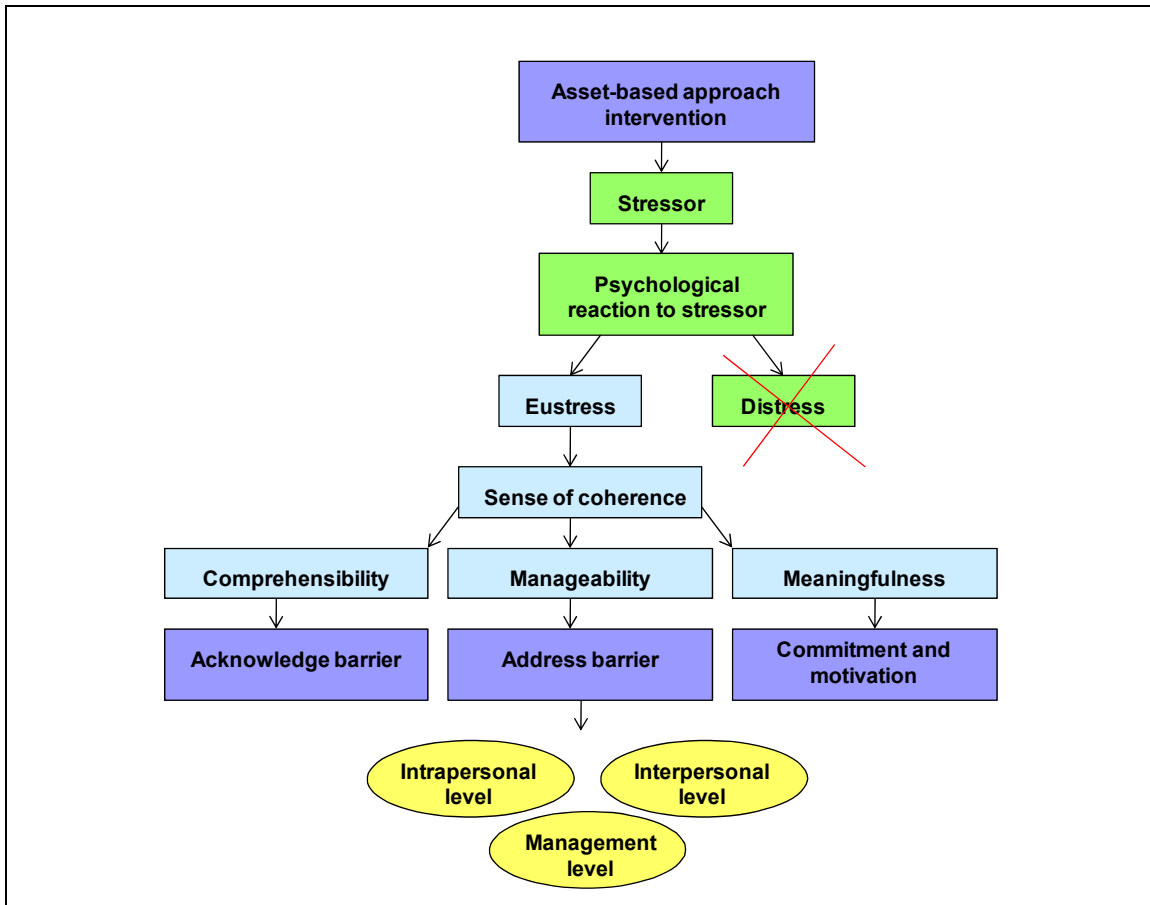 Asset-based approach
intervention
Stressor
Psychological
reaction to stressor
Eustress
Distress
Sense of coherence
Comprehensibility
Manageability
Meaningfulness
Acknowledge barrier
Address barrier
Commitment and
motivation
Intrapersonal
level
Interpersonal
level
Management
level